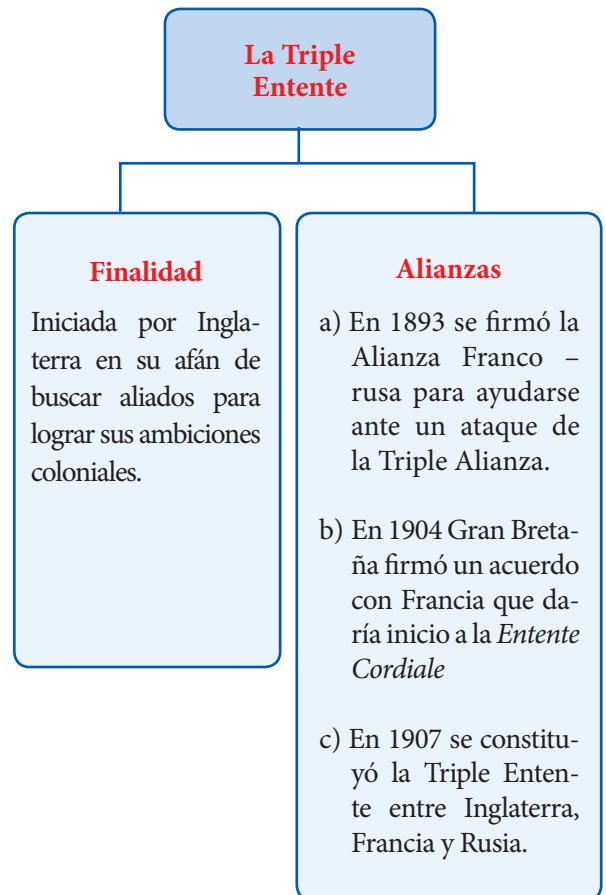 La Triple
Entente
Finalidad
Iniciada por Ingla-
terra en su afán de
buscar aliados para
lograr sus ambiciones
coloniales.
Alianzas
a) En 1893 se firmó la
Alianza Franco –
rusa para ayudarse
ante un ataque de
la Triple Alianza.
b) En 1904 Gran Breta-
ña firmó un acuerdo
con Francia que da-
ría inicio a la Entente
Cordiale
c) En 1907 se constitu-
yó la Triple Enten-
te entre Inglaterra,
Francia y Rusia.